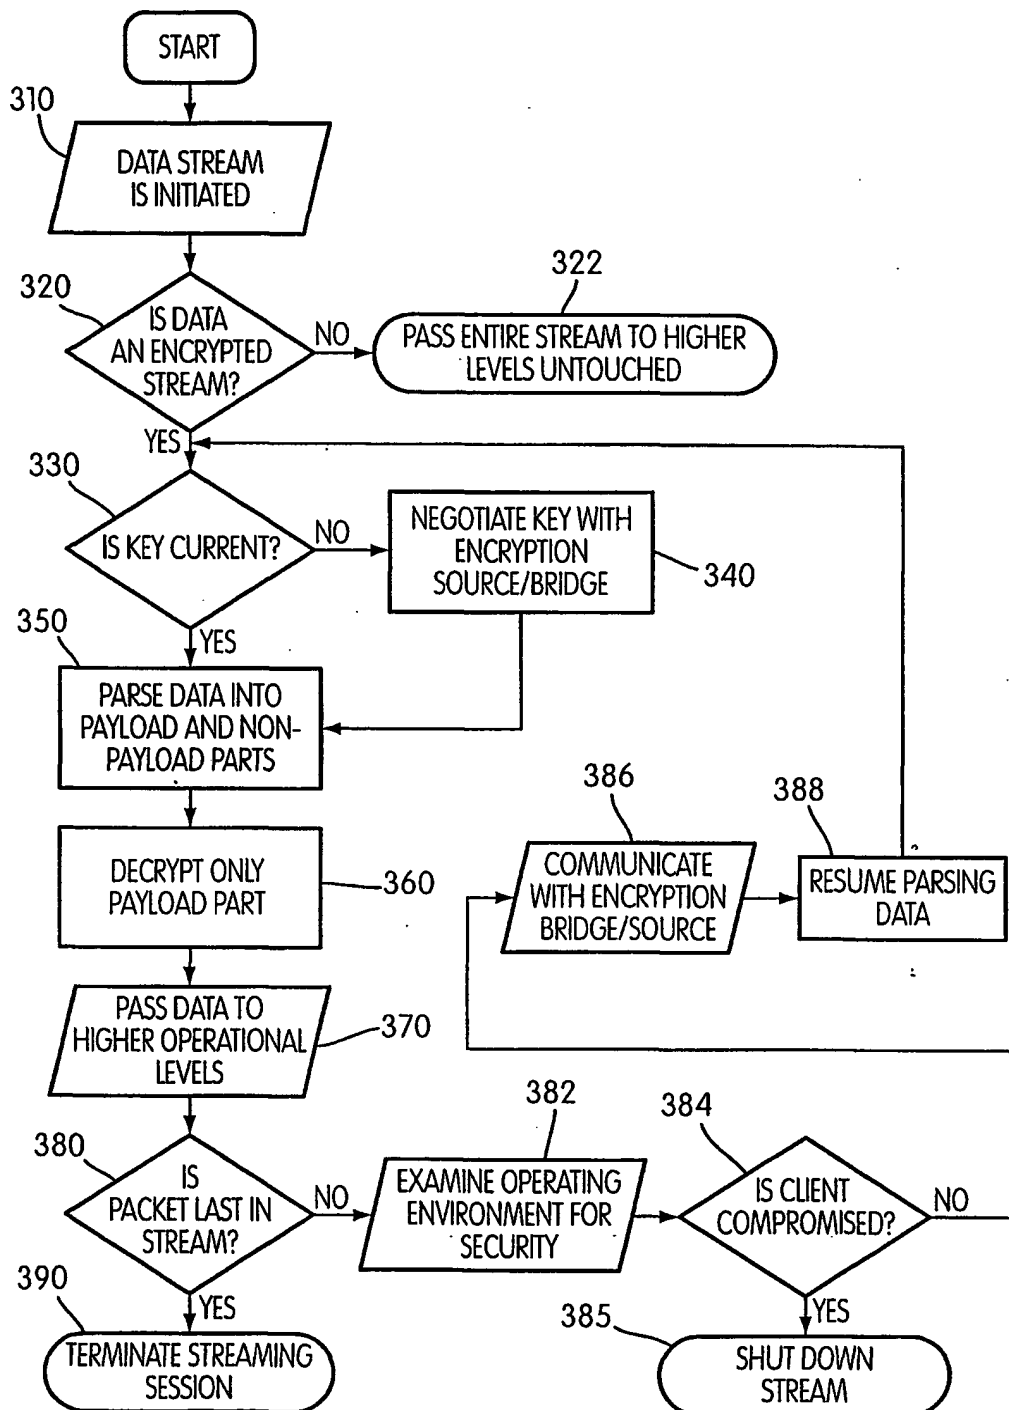 START
310
DATA STREAM
IS INITIATED
320
IS DATA
AN ENCRYPTED
STREAM?
NO
322
PASS ENTIRE STREAM TO HIGHER
LEVELS UNTOUCHED
YES
330
IS KEY CURRENT?
NO
NEGOTIATE KEY WITH
ENCRYPTION
SOURCE/BRIDGE
340
YES
350
PARSE DATA INTO
PAYLOAD AND NON-
PAYLOAD PARTS
DECRYPT ONLY
PAYLOAD PART
360
386
COMMUNICATE
WITH ENCRYPTION
BRIDGE/SOURCE
388
RESUME PARSING
DATA
PASS DATA TO
HIGHER OPERATIONAL
LEVELS
370
380
IS
PACKET LAST IN
STREAM?
NO
382
EXAMINE OPERATING
ENVIRONMENT FOR
SECURITY
384
IS CLIENT
COMPROMISED?
NO
YES
390
TERMINATE STREAMING
SESSION
YES
385
SHUT DOWN
STREAM